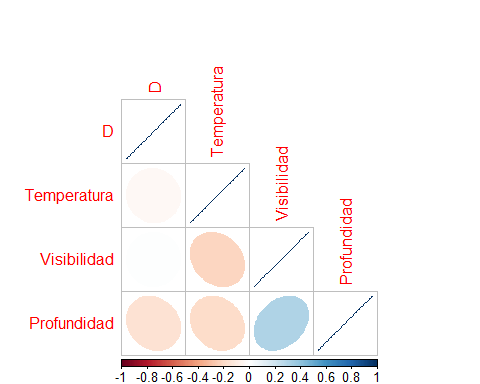 D
Temperatura
Visibilidad
Profundidad
D
Temperatura
Visibilidad
Profundidad
-1 -0.8 -0.6 -0.4 -0.2 0 0.2 0.4 0.6 0.8 1